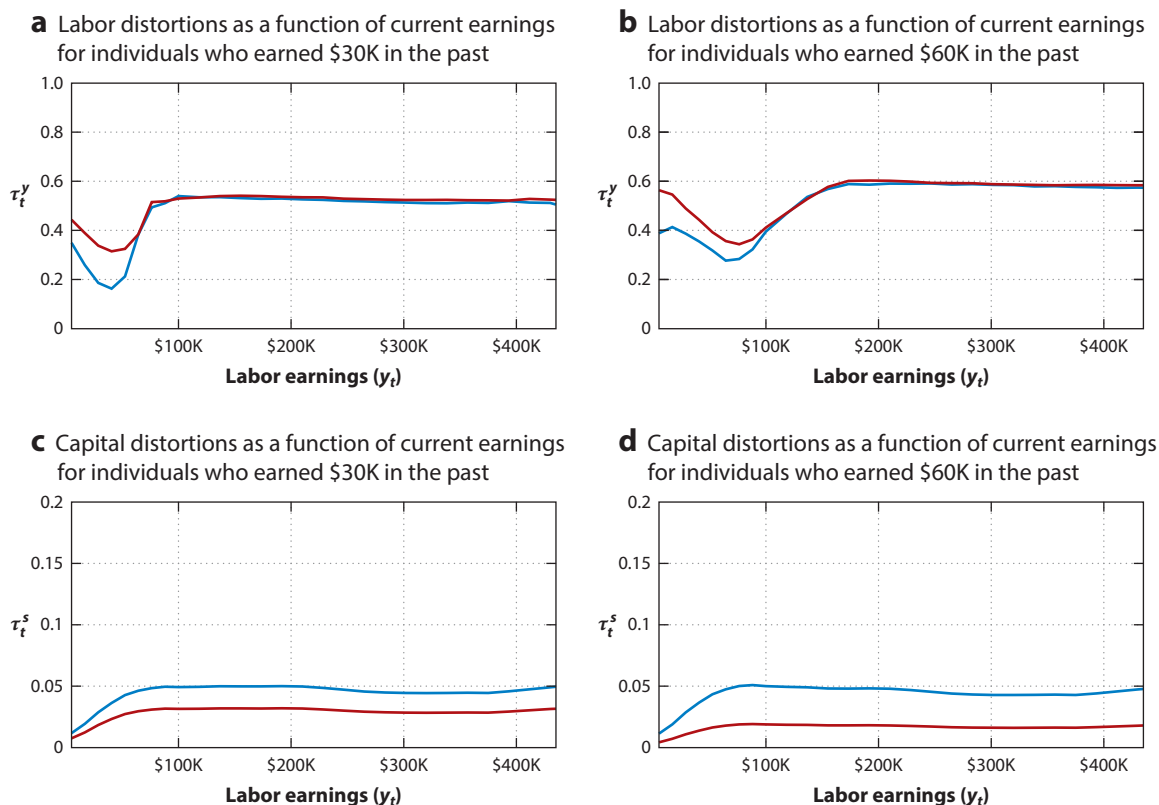 a Labor distortions as a function of current earnings
for individuals who earned $30K in the past
1.0
0.8
0.6
0.4
0.2
0
τ_t^y
$100K
$200K
$300K
$400K
Labor earnings (y_t)
b Labor distortions as a function of current earnings
for individuals who earned $60K in the past
1.0
0.8
0.6
0.4
0.2
0
τ_t^y
$100K
$200K
$300K
$400K
Labor earnings (y_t)
c Capital distortions as a function of current earnings
for individuals who earned $30K in the past
0.2
0.15
0.1
0.05
0
τ_t^s
$100K
$200K
$300K
$400K
Labor earnings (y_t)
d Capital distortions as a function of current earnings
for individuals who earned $60K in the past
0.2
0.15
0.1
0.05
0
τ_t^s
$100K
$200K
$300K
$400K
Labor earnings (y_t)